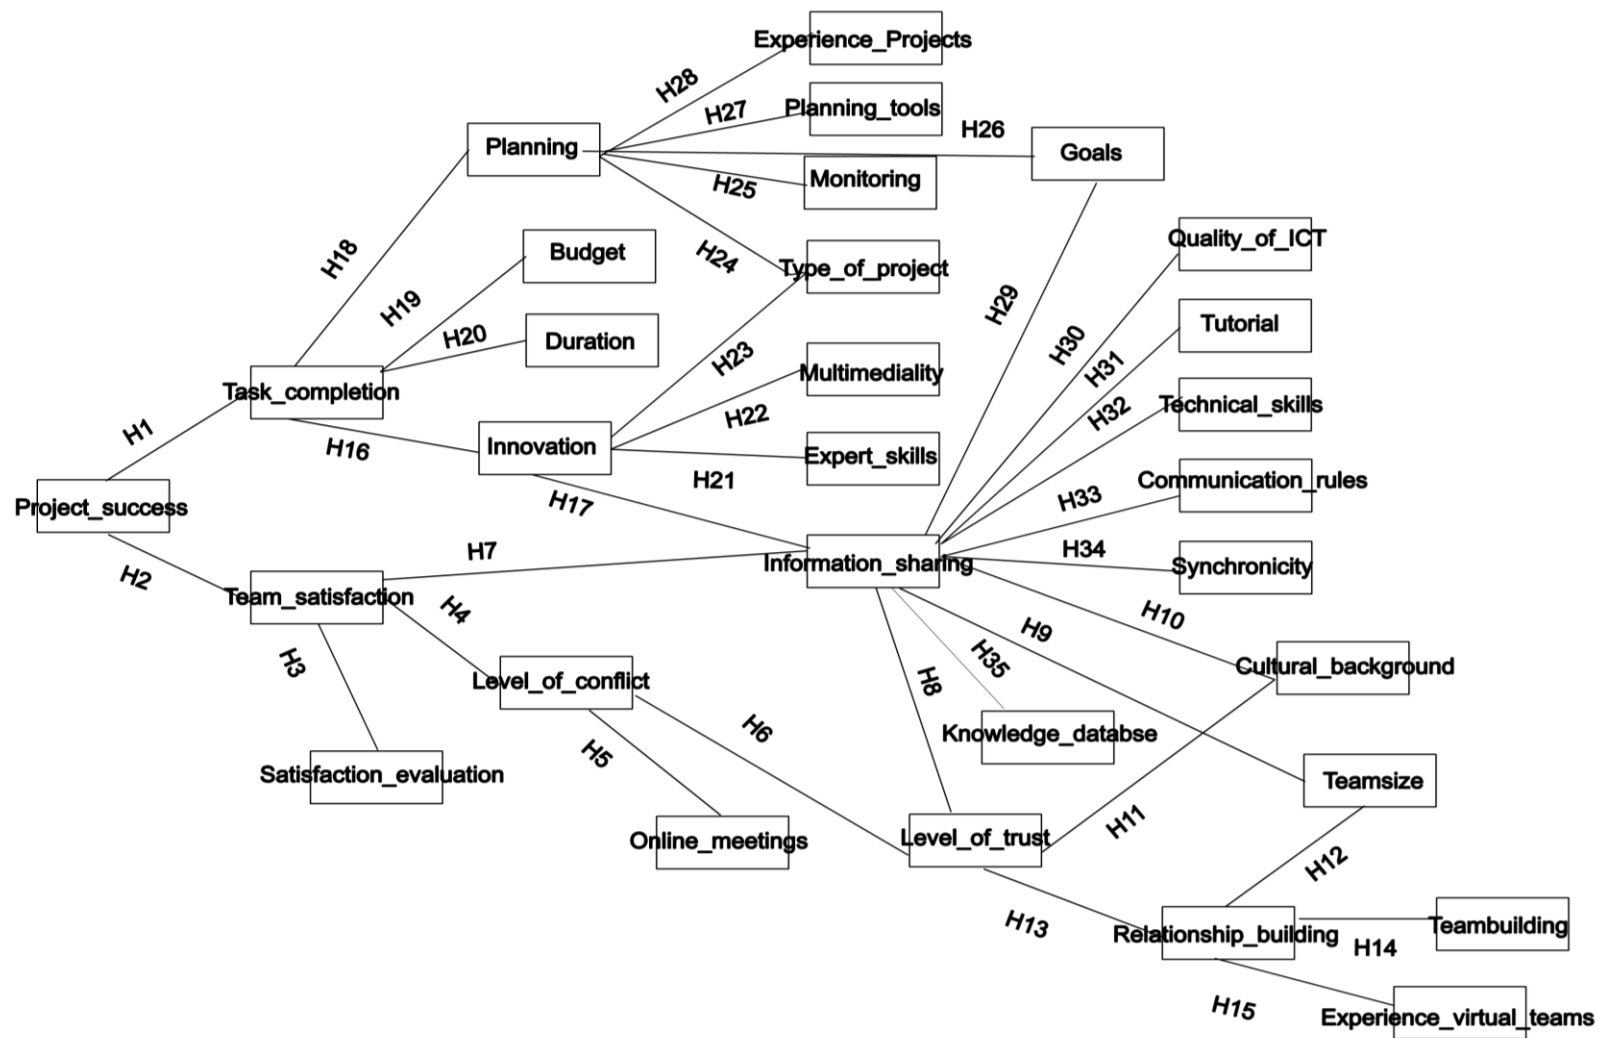 Experience_Projects
H28
Planning_tools
H27
H26
Planning
Goals
Monitoring
H25
H18
Budget
H24
Type_of_project
Quality_of_ICT
H19
H29
Tutorial
H20
Duration
H23
H30
H31
Multimediality
Task_completion
H22
H32
Technical_skills
H1
H16
Innovation
Expert_skills
H21
Communication_rules
H17
H33
Project_success
H7
H34
Information_sharing
Synchronicity
H2
Team_satisfaction
H4
H10
H9
H3
H35
H8
Level_of_conflict
Cultural_background
H6
Knowledge_databse
H5
Satisfaction_evaluation
Teamsize
H11
Online_meetings
Level_of_trust
H12
H13
Relationship_building
Teambuilding
H14
H15
Experience_virtual_teams